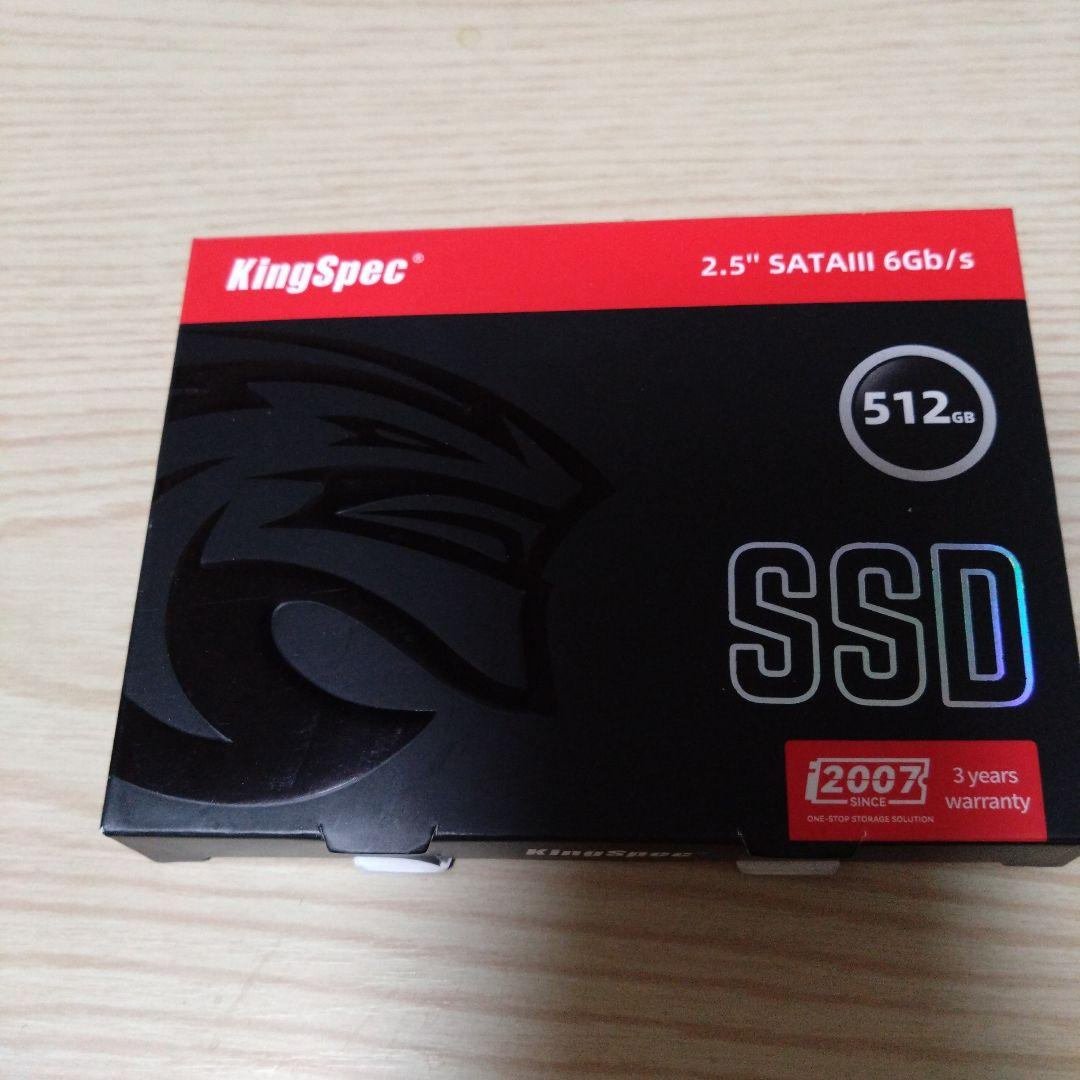 KingSpec®
2.5" SATAIII 6Gb/s
512GB
SSD
2007
SINCE
ONE-STOP STORAGE SOLUTION
3 years
warranty
KingSpec